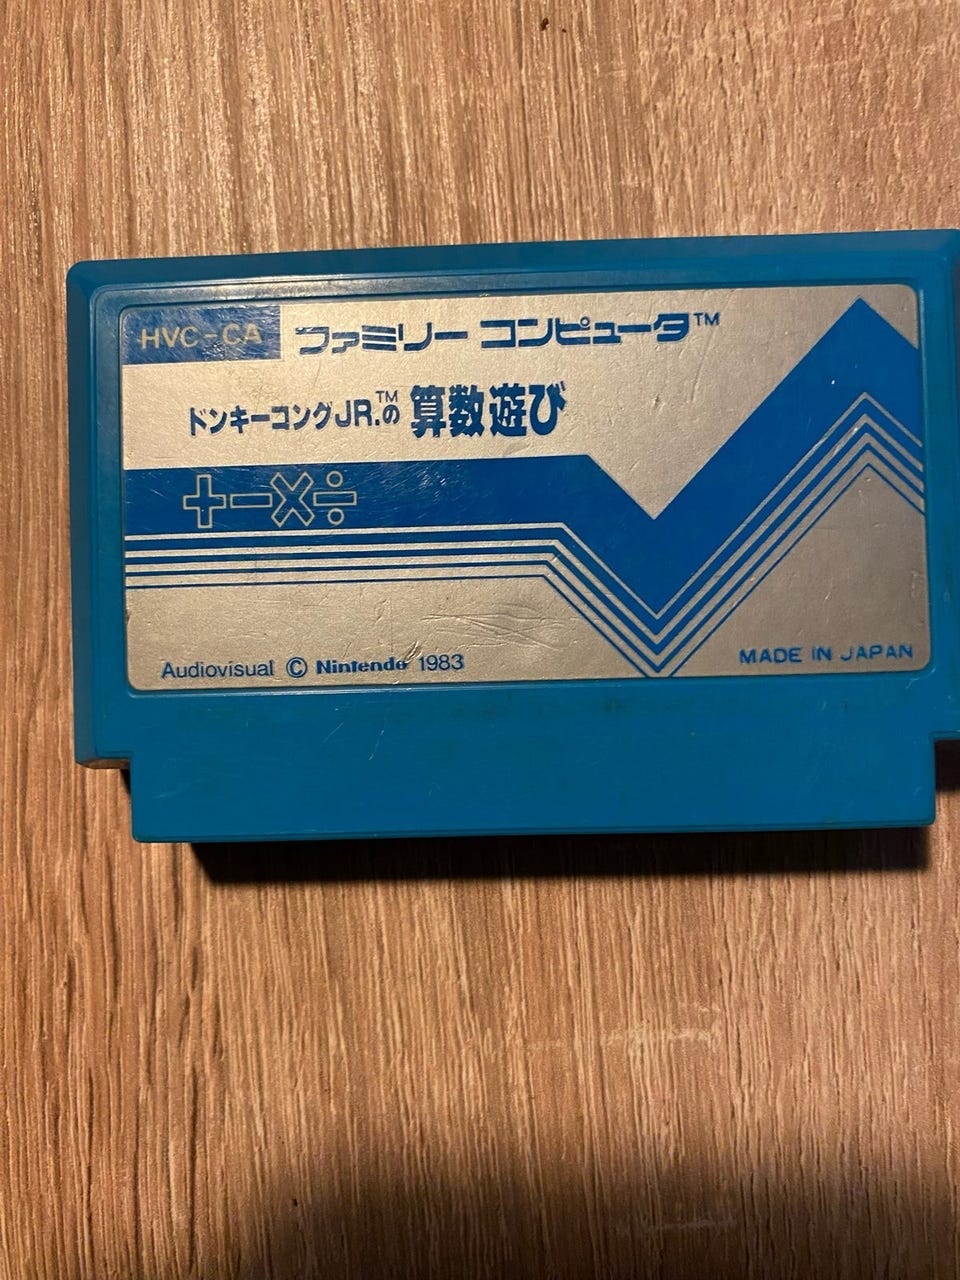 HVC-CA
ファミリー コンピュータ™
ドンキーコングJR.™の 算数遊び
+-×÷
Audiovisual © Nintendo 1983
MADE IN JAPAN